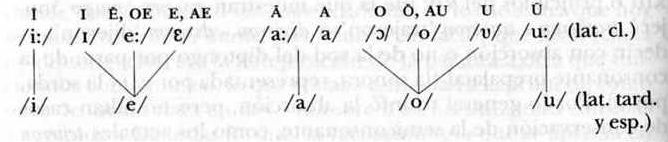 Ī I Ē, OE E, AE Ā A O Ō, AU U Ū
/i:/ /ɪ/ /e:/ /ɛ/ /a:/ /a/ /ɔ/ /o/ /ʊ/ /u:/ (lat. cl.)
/i/ /e/ /a/ /o/ /u/ (lat. tard.
y esp.)